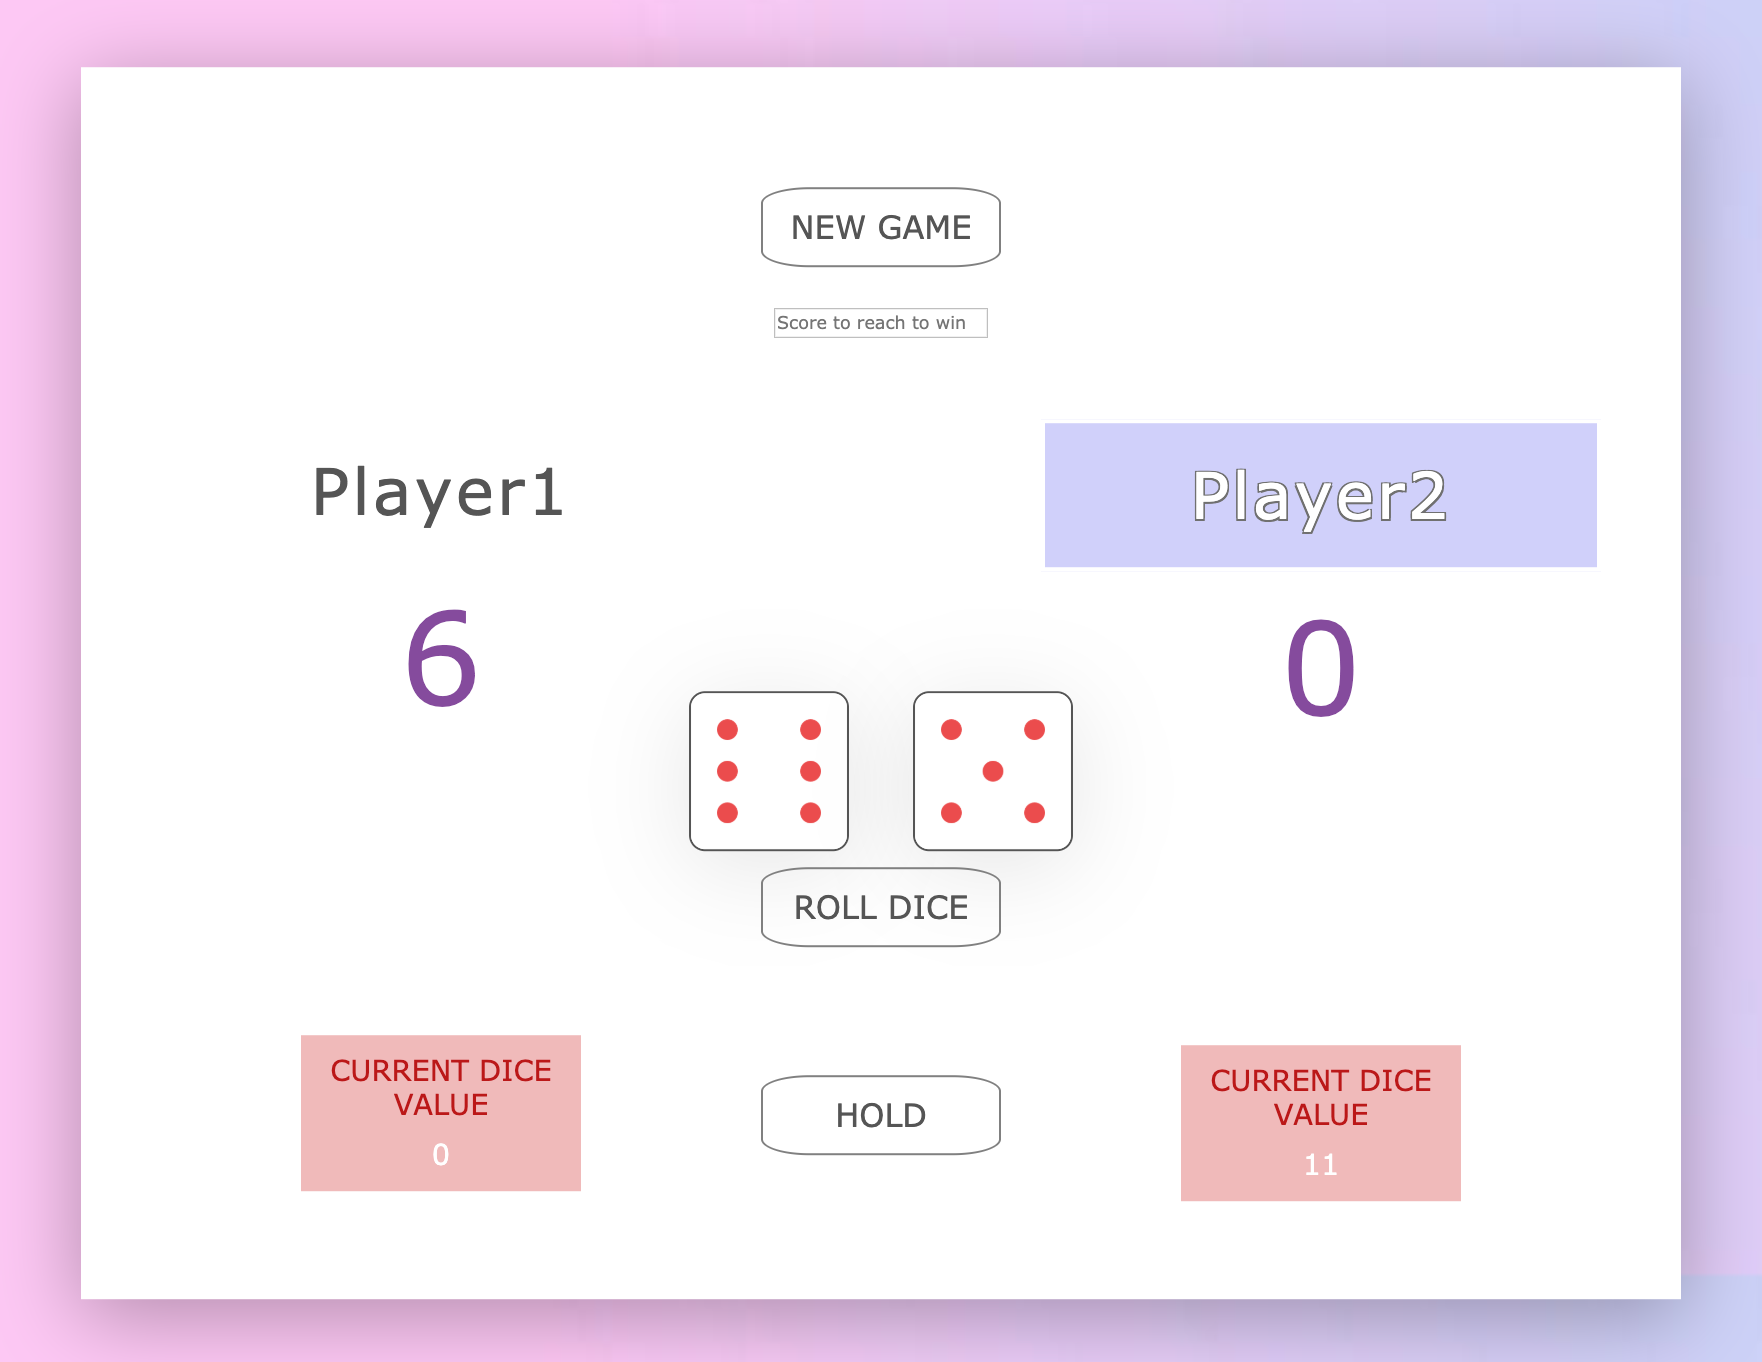 NEW GAME
Score to reach to win
Player1
Player2
6
0
ROLL DICE
CURRENT DICE
VALUE
0
HOLD
CURRENT DICE
VALUE
11